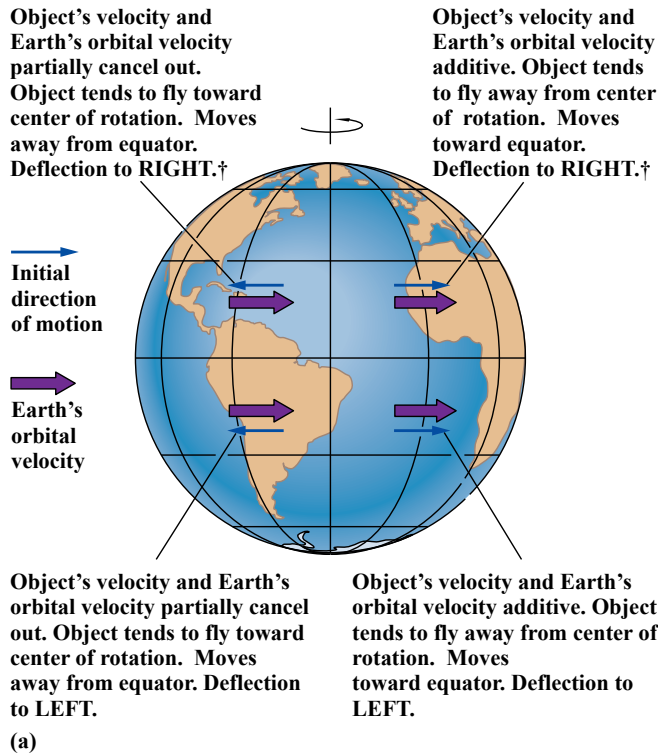 Object's velocity and
Earth's orbital velocity
partially cancel out.
Object tends to fly toward
center of rotation. Moves
away from equator.
Deflection to RIGHT.†
Object's velocity and
Earth's orbital velocity
additive. Object tends
to fly away from center
of rotation. Moves
toward equator.
Deflection to RIGHT.†
Initial
direction
of motion
Earth's
orbital
velocity
Object's velocity and Earth's
orbital velocity partially cancel
out. Object tends to fly toward
center of rotation. Moves
away from equator. Deflection
to LEFT.
Object's velocity and Earth's
orbital velocity additive. Object
tends to fly away from center of
rotation. Moves
toward equator. Deflection to
LEFT.
(a)